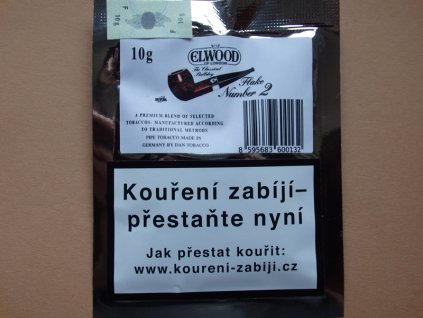 10g
ELWOOD
OF LONDON
The Classical
Bulldog
Flake
Number 2
A PREMIUM BLEND OF SELECTED
TOBACCOS- MANUFACTURED ACCORDING
TO TRADITIONAL METHODS
PIPE TOBACCO MADE IN
GERMANY BY DAN TOBACCO
8 595683 600132
Kouření zabíjí–
přestaňte nyní
Jak přestat kouřit:
www.koureni-zabiji.cz